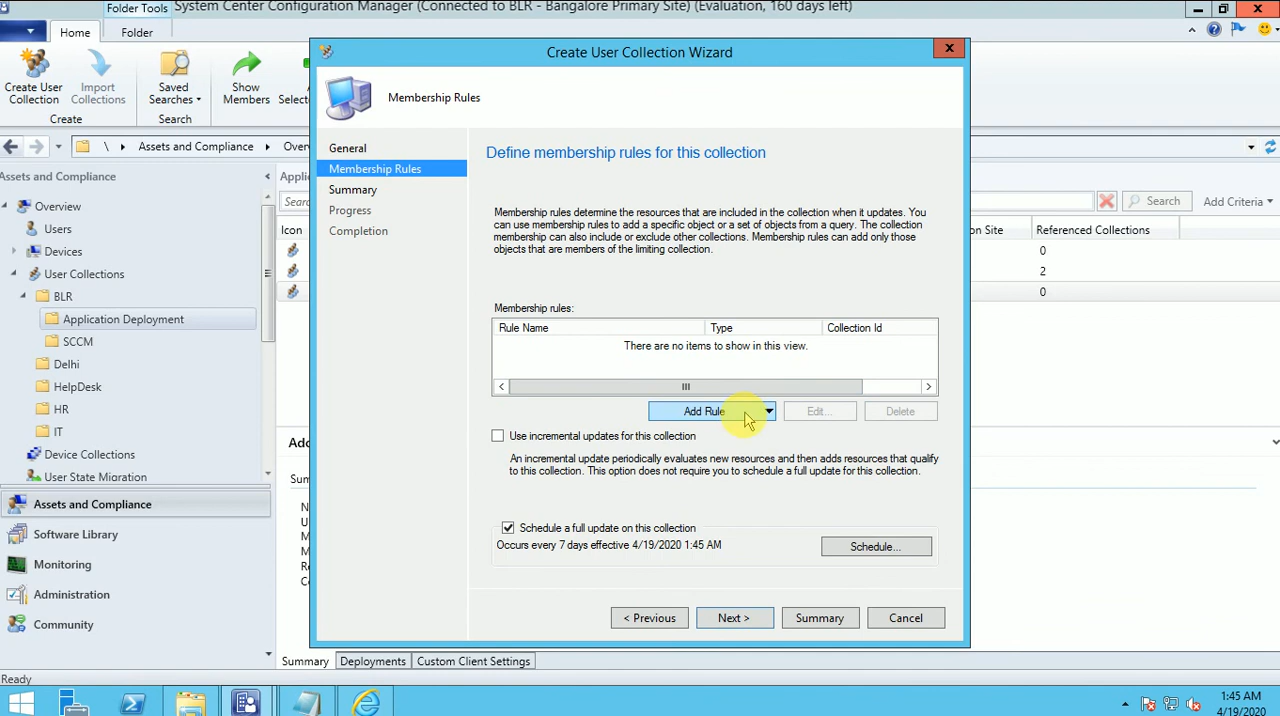 Folder Tools
System Center Configuration Manager (Connected to BLR - Bangalore Primary Site) (Evaluation, 160 days left)
Home
Folder
Create User
Collection
Import
Collections
Saved
Searches
Show
Members
Create
Search
\
Assets and Compliance
Assets and Compliance
Overview
Users
Devices
User Collections
BLR
Application Deployment
SCCM
Delhi
HelpDesk
HR
IT
Device Collections
User State Migration
Assets and Compliance
Software Library
Monitoring
Administration
Community
Ready
Icon
Search
Add Criteria
Referenced Collections
0
2
0
Create User Collection Wizard
Membership Rules
General
Membership Rules
Summary
Progress
Completion
Define membership rules for this collection
Membership rules determine the resources that are included in the collection when it updates. You
can use membership rules to add a specific object or a set of objects from a query. The collection
membership can also include or exclude other collections. Membership rules can add only those
objects that are members of the limiting collection.
Membership rules:
Rule Name
Type
Collection Id
There are no items to show in this view.
Add Rule
Edit...
Delete
Use incremental updates for this collection
An incremental update periodically evaluates new resources and then adds resources that qualify
to this collection. This option does not require you to schedule a full update for this collection.
Schedule a full update on this collection
Occurs every 7 days effective 4/19/2020 1:45 AM
Schedule...
< Previous
Next >
Summary
Cancel
Summary
Deployments
Custom Client Settings
1:45 AM
4/19/2020